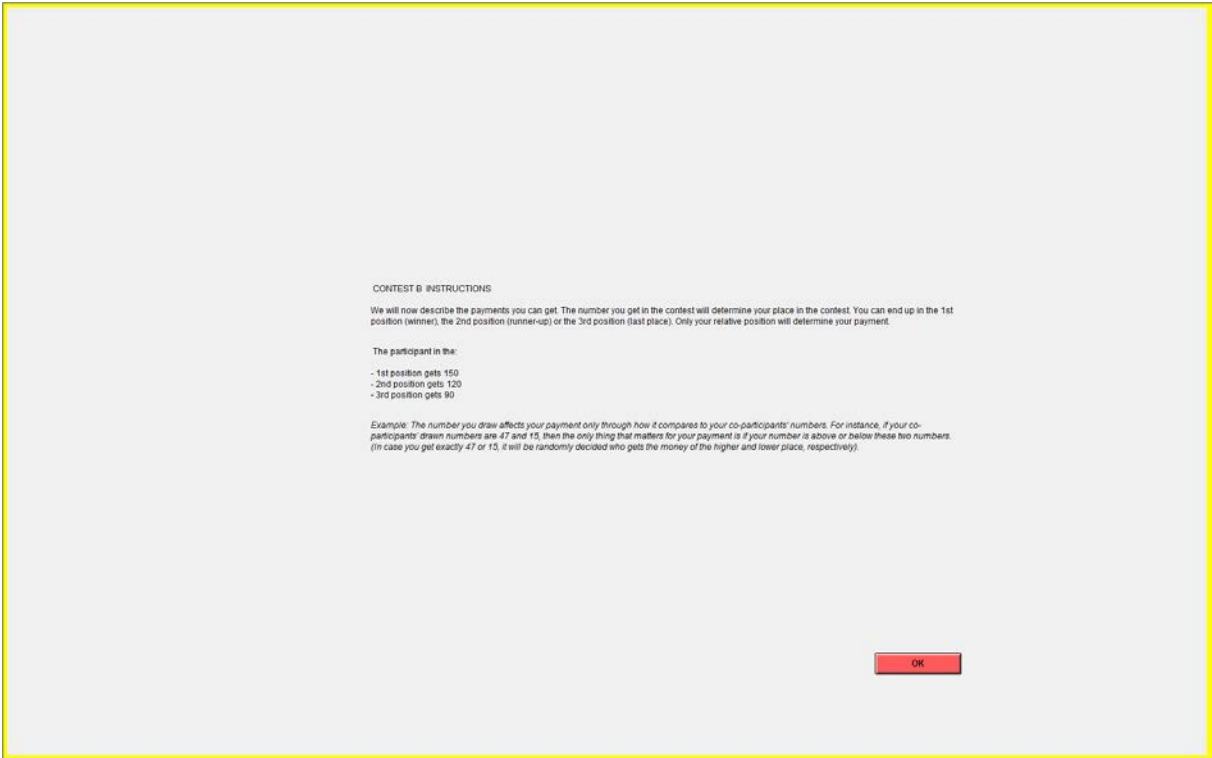 CONTEST B INSTRUCTIONS
We will now describe the payments you can get. The number you get in the contest will determine your place in the contest. You can end up in the 1st
position (winner), the 2nd position (runner-up) or the 3rd position (last place). Only your relative position will determine your payment.
The participant in the:
- 1st position gets 150
- 2nd position gets 120
- 3rd position gets 90
Example: The number you draw affects your payment only through how it compares to your co-participants' numbers. For instance, if your co-
participants' drawn numbers are 47 and 15, then the only thing that matters for your payment is if your number is above or below these two numbers.
(In case you get exactly 47 or 15, it will be randomly decided who gets the money of the higher and lower place, respectively).
OK